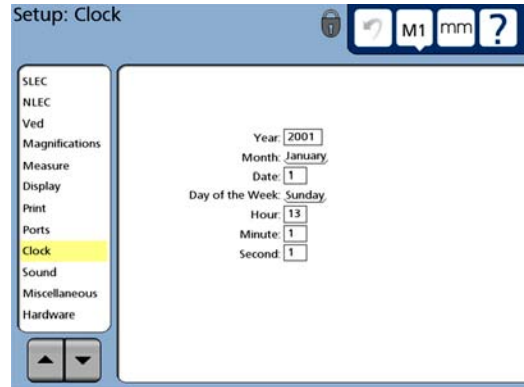 Setup: Clock
M1 mm ?
SLEC
NLEC
Ved
Magnifications
Measure
Display
Print
Ports
Clock
Sound
Miscellaneous
Hardware
Year: 2001
Month: January
Date: 1
Day of the Week: Sunday
Hour: 13
Minute: 1
Second: 1